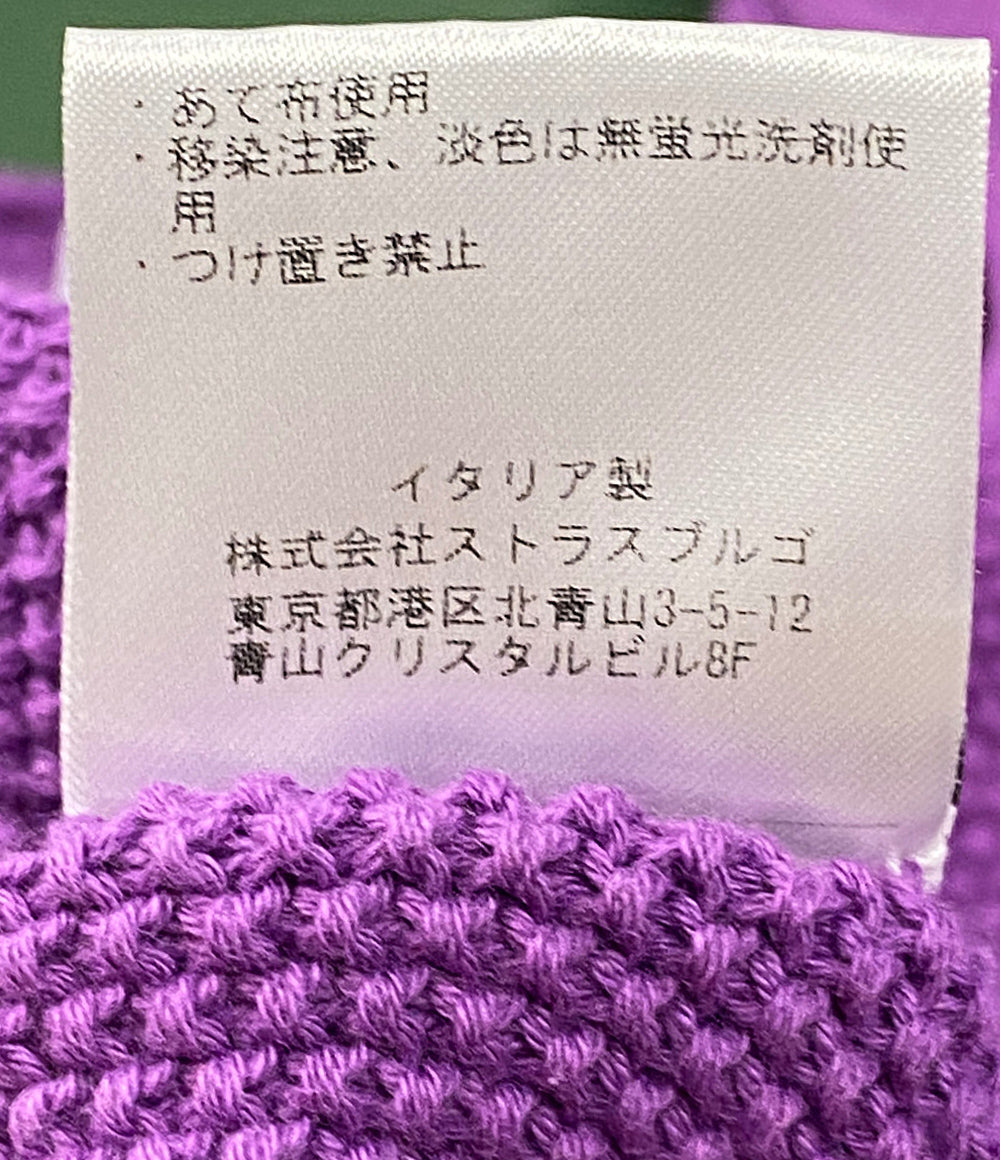 ・あて布使用
・移染注意、淡色は無蛍光洗剤使
用
・つけ置き禁止
イタリア製
株式会社ストラスブルゴ
東京都港区北青山3-5-12
青山クリスタルビル8F